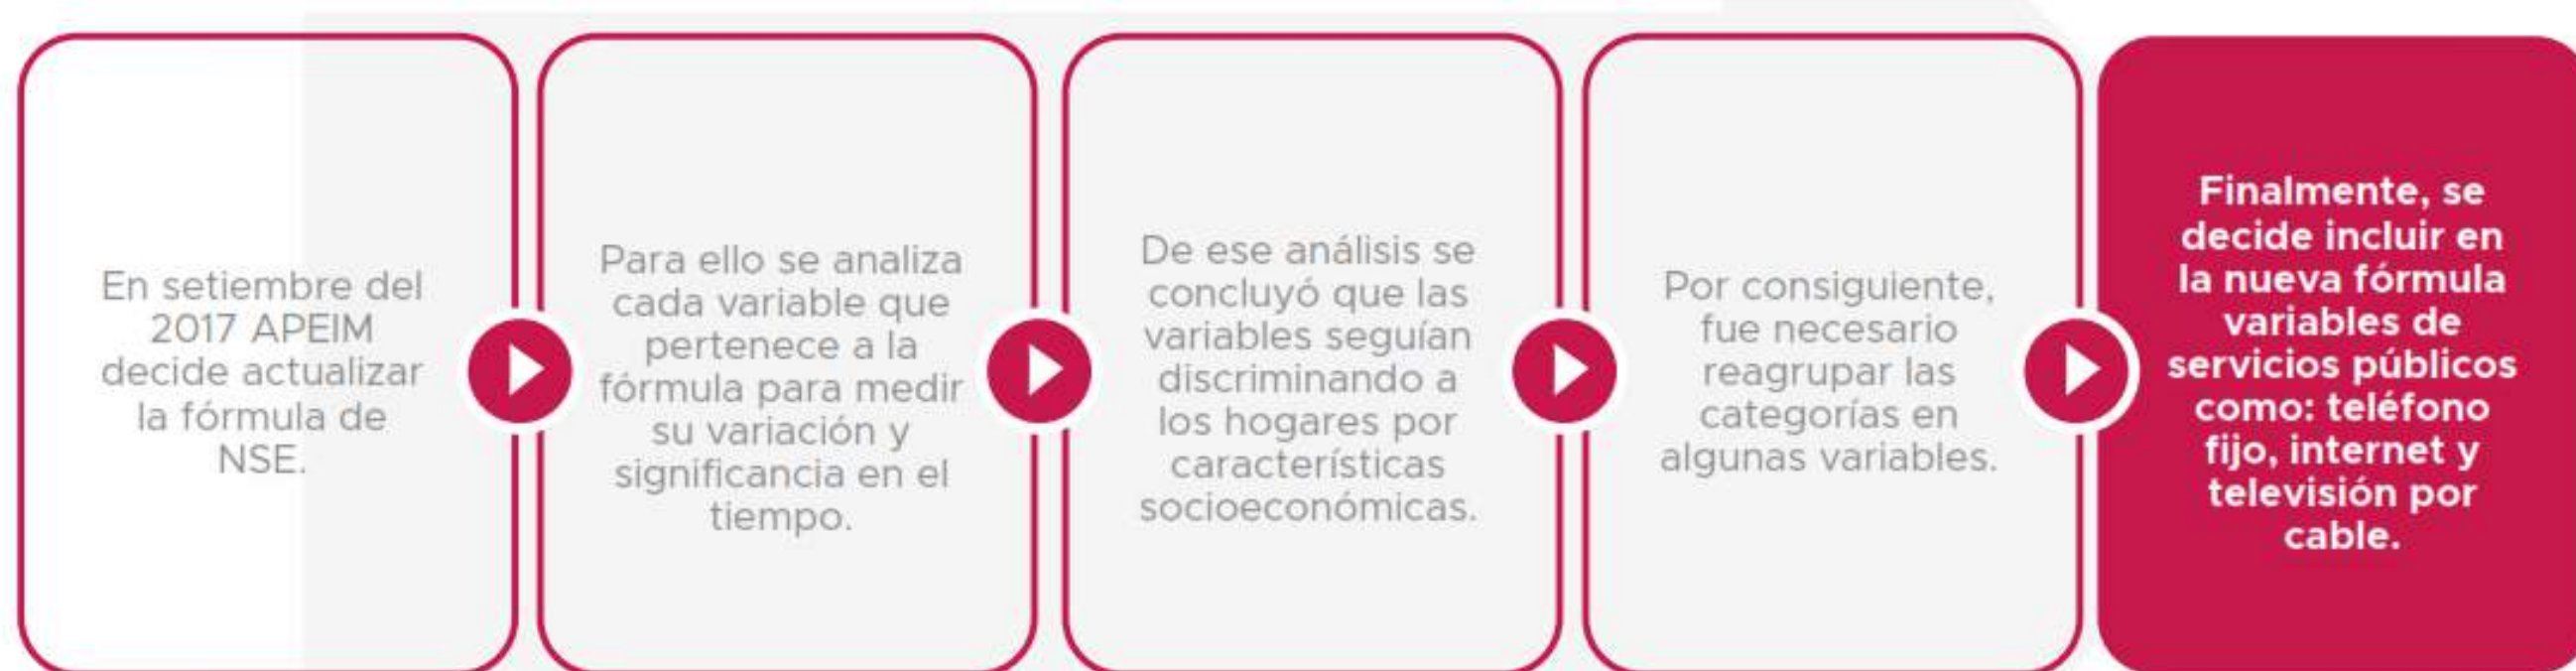 En setiembre del
2017 APEIM
decide actualizar
la fórmula de
NSE.
Para ello se analiza
cada variable que
pertenece a la
fórmula para medir
su variación y
significancia en el
tiempo.
De ese análisis se
concluyó que las
variables seguían
discriminando a
los hogares por
características
socioeconómicas.
Por consiguiente,
fue necesario
reagrupar las
categorías en
algunas variables.
Finalmente, se
decide incluir en
la nueva fórmula
variables de
servicios públicos
como: teléfono
fijo, internet y
televisión por
cable.